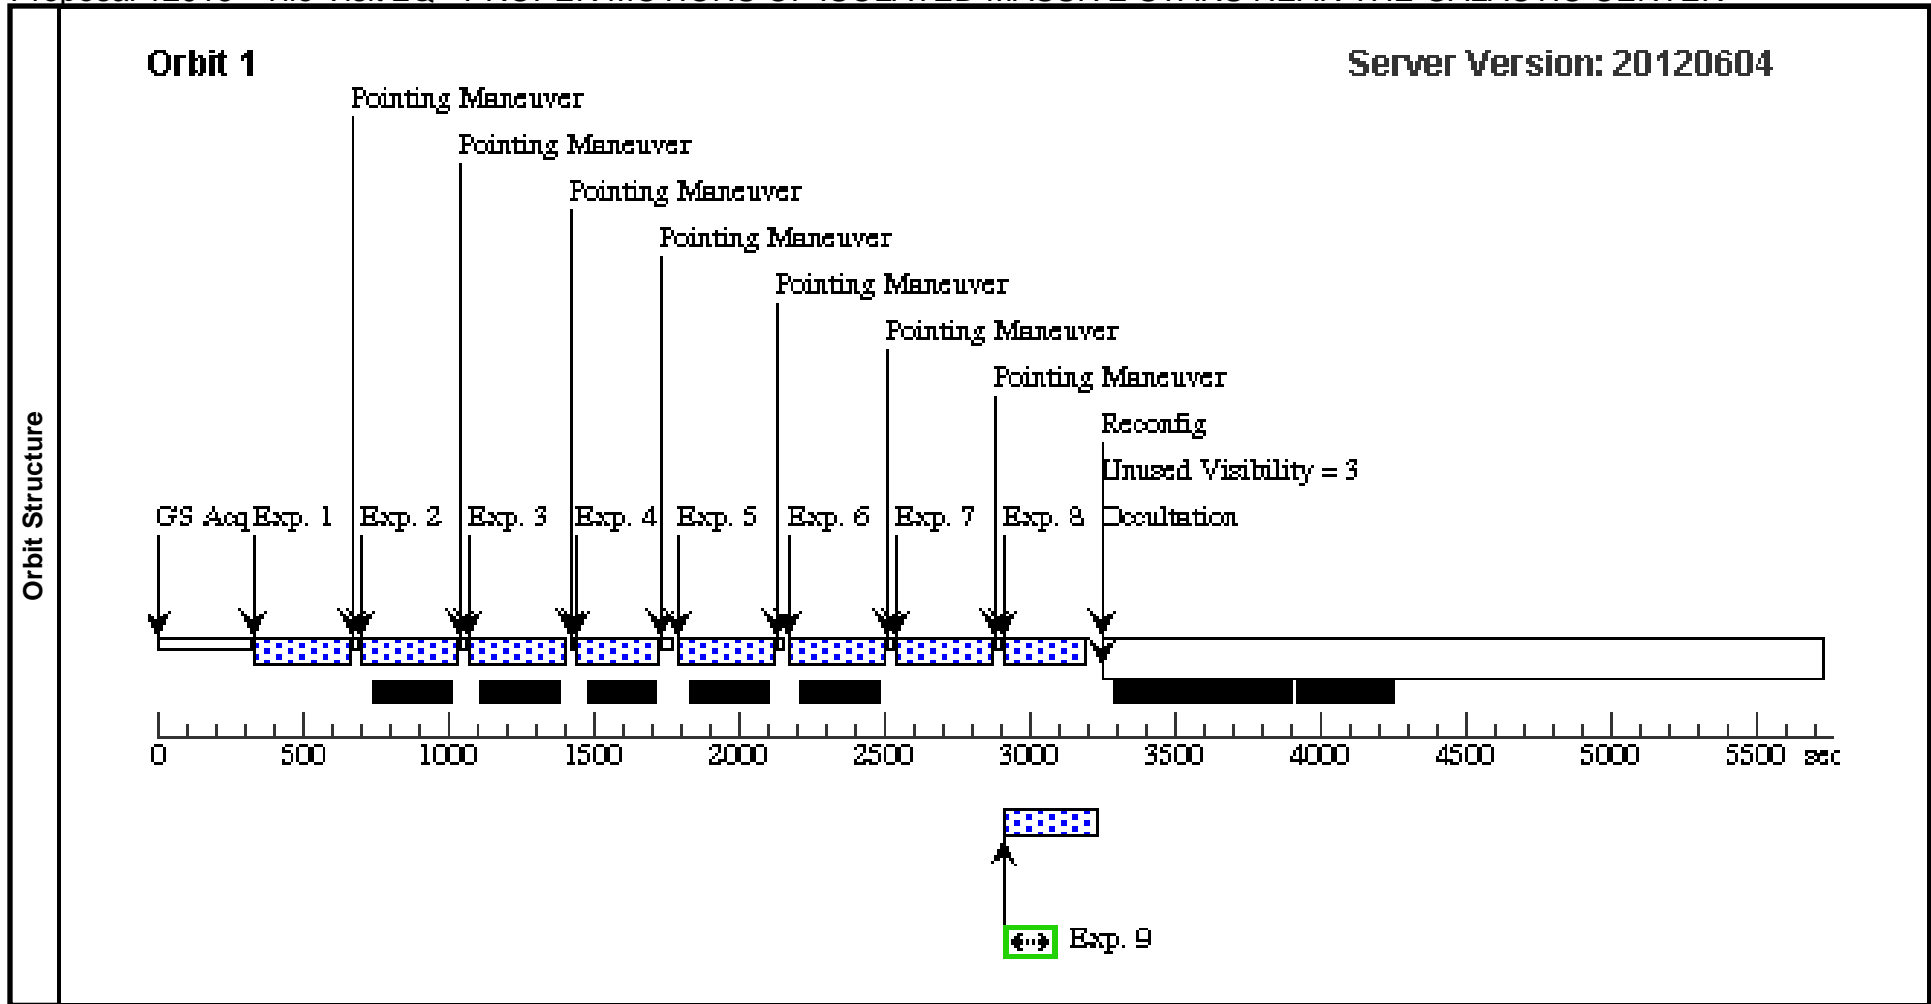 Orbit 1
Server Version: 20120604
Pointing Maneuver
Pointing Maneuver
Pointing Maneuver
Pointing Maneuver
Pointing Maneuver
Pointing Maneuver
Pointing Maneuver
Reconfig
Unused Visibility = 3
GS Acq Exp. 1 Exp. 2 Exp. 3 Exp. 4 Exp. 5 Exp. 6 Exp. 7 Exp. 8 Occultation
Orbit Structure
0 500 1000 1500 2000 2500 3000 3500 4000 4500 5000 5500 sec
Exp. 9